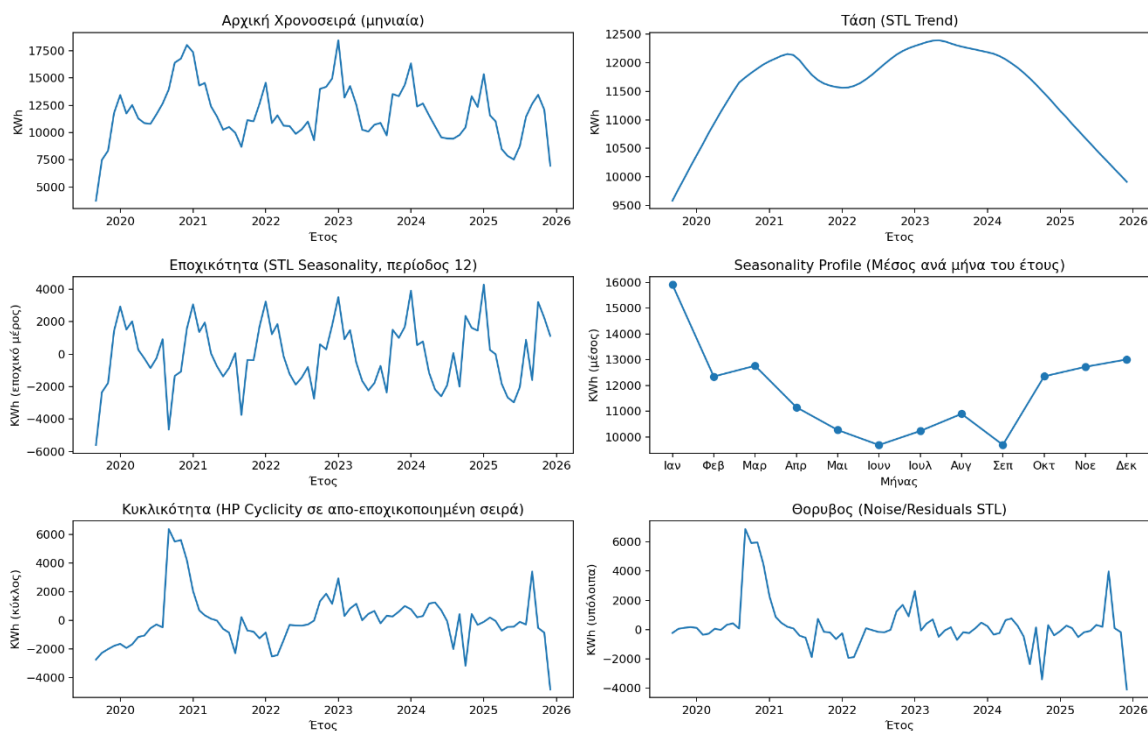 Αρχική Χρονοσειρά (μηνιαία)
17500
15000
12500
10000
7500
5000
KWh
2020 2021 2022 2023 2024 2025 2026
Έτος
Τάση (STL Trend)
12500
12000
11500
11000
10500
10000
9500
KWh
2020 2021 2022 2023 2024 2025 2026
Έτος
Εποχικότητα (STL Seasonality, περίοδος 12)
4000
2000
0
−2000
−4000
−6000
KWh (εποχικό μέρος)
2020 2021 2022 2023 2024 2025 2026
Έτος
Seasonality Profile (Μέσος ανά μήνα του έτους)
16000
15000
14000
13000
12000
11000
10000
KWh (μέσος)
Ιαν Φεβ Μαρ Απρ Μαι Ιουν Ιουλ Αυγ Σεπ Οκτ Νοε Δεκ
Μήνας
Κυκλικότητα (HP Cyclicity σε απο-εποχικοποιημένη σειρά)
6000
4000
2000
0
−2000
−4000
KWh (κύκλος)
2020 2021 2022 2023 2024 2025 2026
Έτος
Θορυβος (Noise/Residuals STL)
6000
4000
2000
0
−2000
−4000
KWh (υπόλοιπα)
2020 2021 2022 2023 2024 2025 2026
Έτος